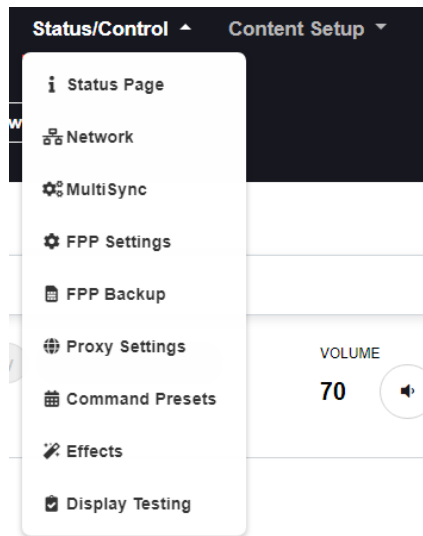 Status/Control Content Setup
Status Page
w
Network
MultiSync
FPP Settings
FPP Backup
Proxy Settings
VOLUME
70
Command Presets
Effects
Display Testing